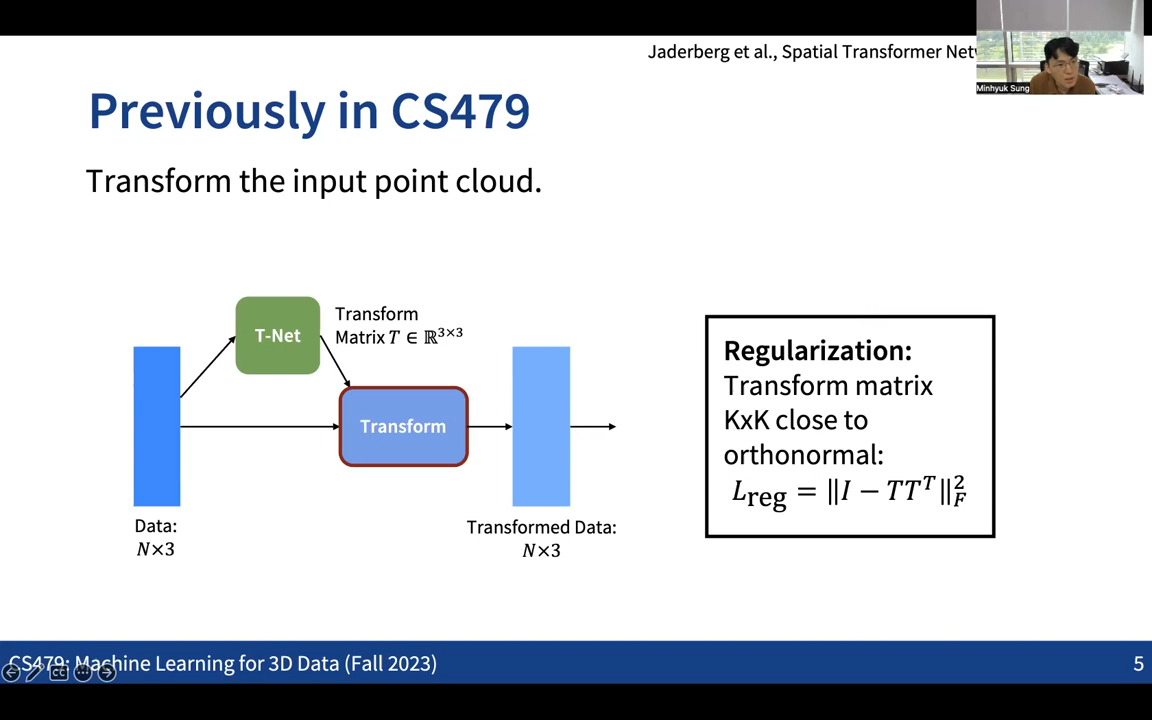 Jaderberg et al., Spatial Transformer
Minhyuk Sung
Previously in CS479
Transform the input point cloud.
T-Net
Transform
Matrix 𝑇 ∈ ℝ³ˣ³
Transform
Data:
𝑁×3
Transformed Data:
𝑁×3
Regularization:
Transform matrix
KxK close to
orthonormal:
𝐿reg = ‖𝐼 − 𝑇𝑇ᵀ‖²_F
CS479: Machine Learning for 3D Data (Fall 2023)
CC
5